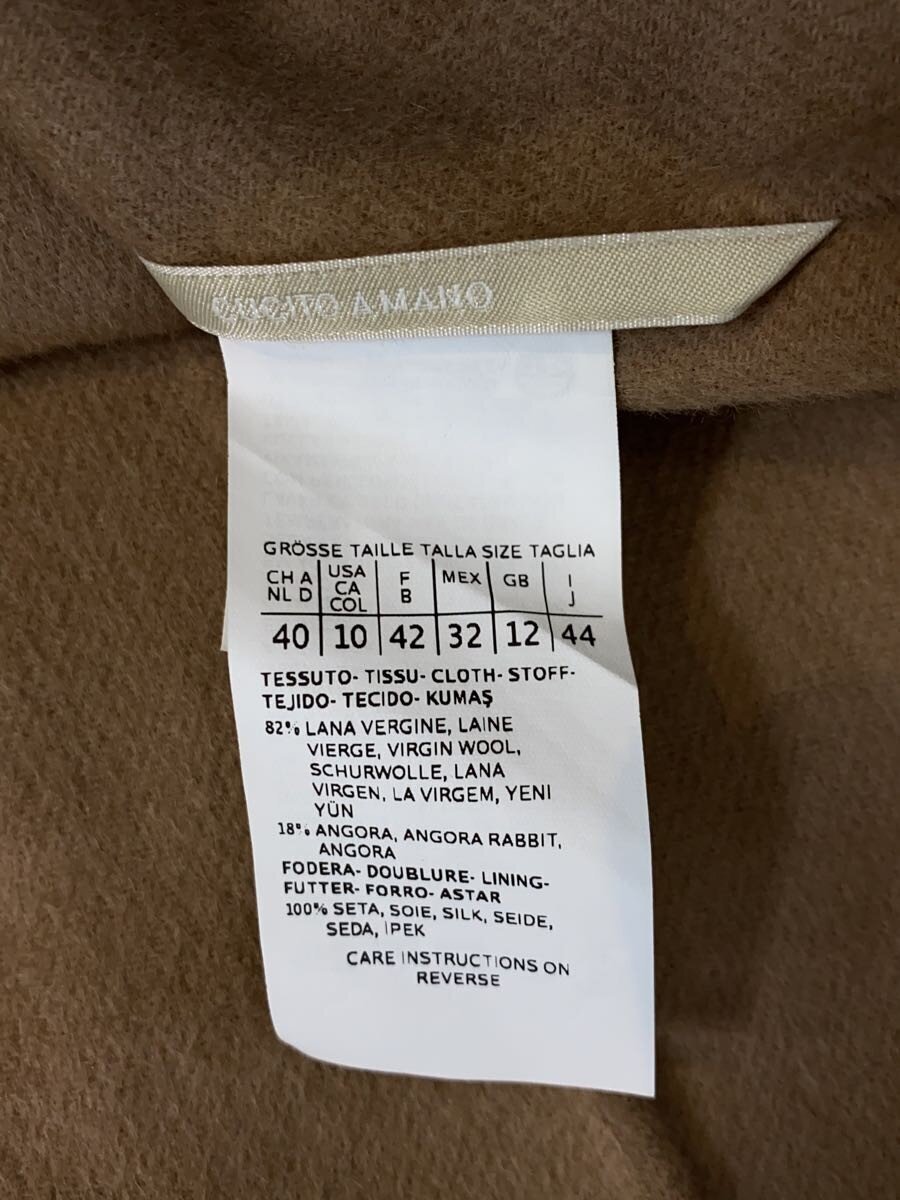 CUCITO A MANO
GRÖSSE TAILLE TALLA SIZE TAGLIA
CH A NL D USA CA COL F B MEX GB I J
40 10 42 32 12 44
TESSUTO- TISSU- CLOTH- STOFF-
TEJIDO- TECIDO- KUMAŞ
82% LANA VERGINE, LAINE
VIERGE, VIRGIN WOOL,
SCHURWOLLE, LANA
VIRGEN, LA VIRGEM, YENI
YÜN
18% ANGORA, ANGORA RABBIT,
ANGORA
FODERA- DOUBLURE- LINING-
FUTTER- FORRO- ASTAR
100% SETA, SOIE, SILK, SEIDE,
SEDA, IPEK
CARE INSTRUCTIONS ON
REVERSE